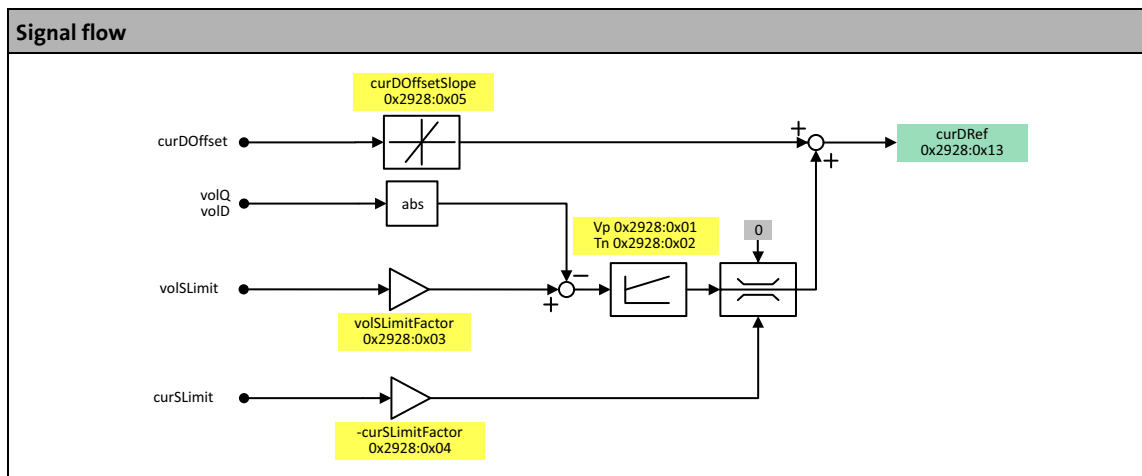 Signal flow
curDOffsetSlope
0x2928:0x05
curDOffset
+
+
curDRef
0x2928:0x13
volQ
volD
abs
Vp 0x2928:0x01
Tn 0x2928:0x02
0
−
+
volSLimit
volSLimitFactor
0x2928:0x03
curSLimit
-curSLimitFactor
0x2928:0x04